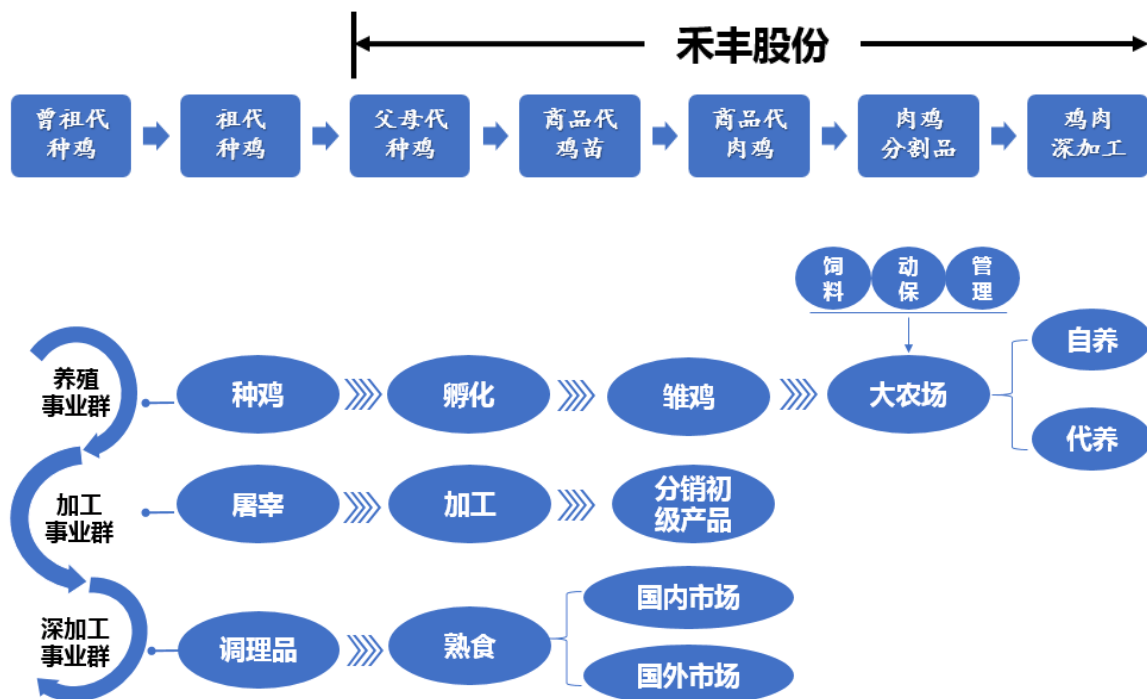 禾丰股份
曾祖代
种鸡
祖代
种鸡
父母代
种鸡
商品代
鸡苗
商品代
肉鸡
肉鸡
分割品
鸡肉
深加工
饲
料
动
保
管
理
养殖
事业群
种鸡
孵化
雏鸡
大农场
自养
代养
加工
事业群
屠宰
加工
分销初
级产品
深加工
事业群
调理品
熟食
国内市场
国外市场